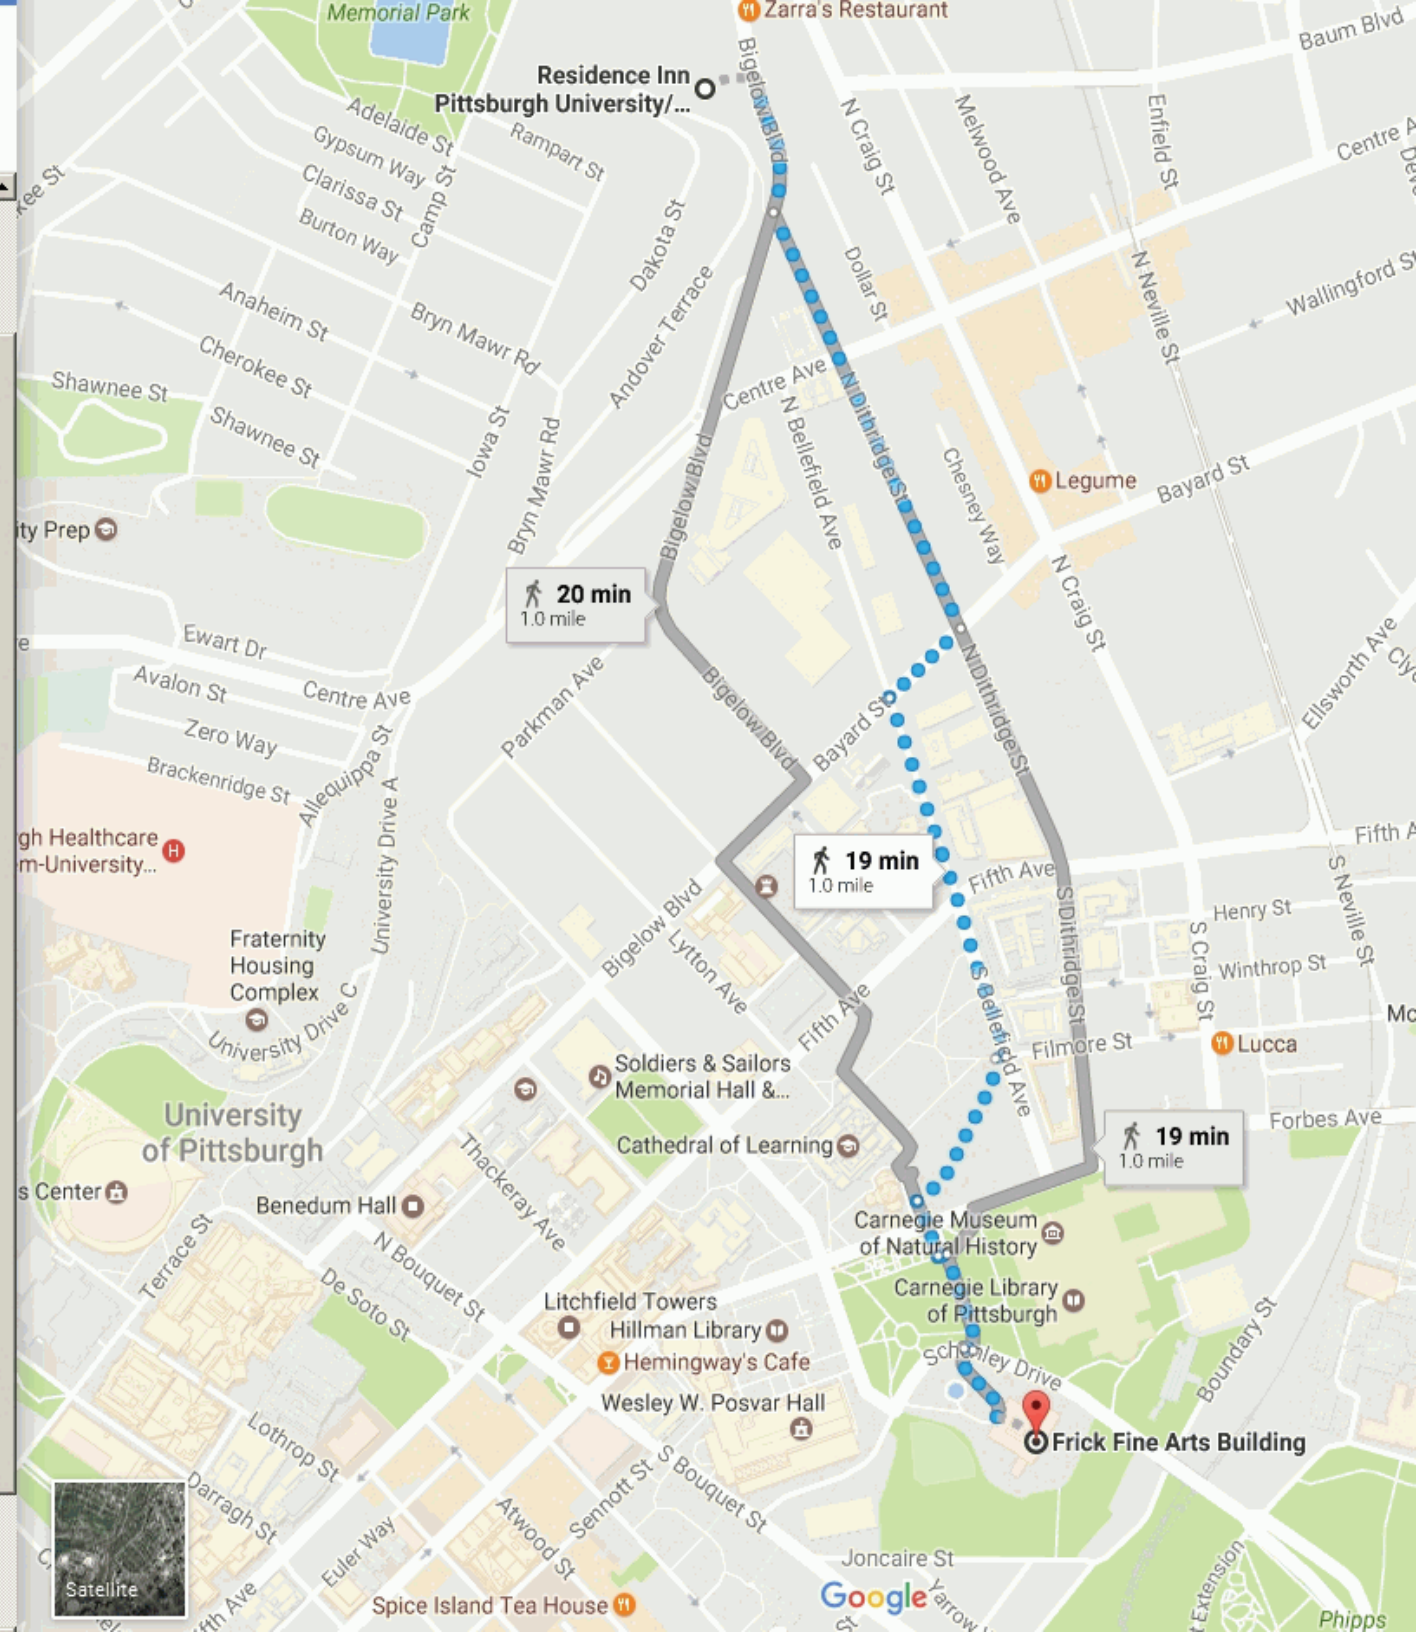 Memorial Park
Zarra's Restaurant
Baum Blvd
Bigelow Blvd
Residence Inn
Pittsburgh University/...
Adelaide St
Rampart St
Gypsum Way
Clarissa St
Burton Way
Camp St
kee St
N Craig St
Melwood Ave
Enfield St
Centre A
Dakota St
Dollar St
N Neville St
Wallingford St
Anaheim St
Bryn Mawr Rd
Andover Terrace
Cherokee St
Shawnee St
Shawnee St
Iowa St
Bryn Mawr Rd
Centre Ave
N Bellefield Ave
N Dithridge St
Chesney Way
Legume
Bayard St
Bigelow Blvd
ity Prep
20 min
1.0 mile
N Craig St
Ellsworth Ave
Ewart Dr
Avalon St
Centre Ave
Zero Way
Brackenridge St
Allequippa St
University Drive A
Parkman Ave
Bigelow Blvd
Bayard St
N Dithridge St
gh Healthcare
m-University...
19 min
1.0 mile
Fifth Ave
Fifth A
S Dithridge St
S Neville St
Henry St
S Craig St
Winthrop St
Bigelow Blvd
Lytton Ave
Fifth Ave
S Bellefield Ave
Filmore St
Lucca
Fraternity
Housing
Complex
University Drive C
Soldiers & Sailors
Memorial Hall &...
University
of Pittsburgh
Cathedral of Learning
Thackeray Ave
19 min
1.0 mile
Forbes Ave
s Center
Benedum Hall
Terrace St
N Bouquet St
De Soto St
Carnegie Museum
of Natural History
Carnegie Library
of Pittsburgh
Litchfield Towers
Hillman Library
Hemingway's Cafe
Schenley Drive
Boundary St
Wesley W. Posvar Hall
Frick Fine Arts Building
Lothrop St
Darragh St
S Bouquet St
Sennott St
Atwood St
Euler Way
Joncaire St
Satellite
fth Ave
Spice Island Tea House
Google
Yarrow
St
t Extension
Phipps